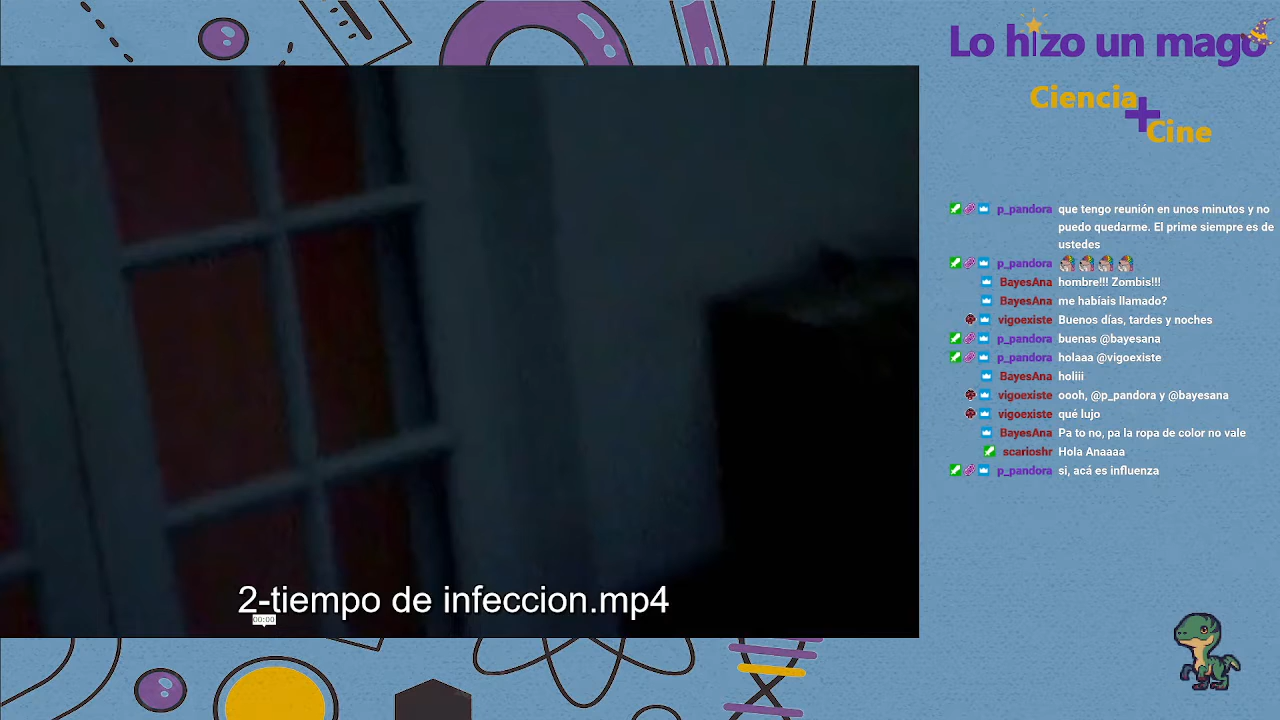 Lo hizo un mago
Ciencia
+
Cine
p_pandora que tengo reunión en unos minutos y no
puedo quedarme. El prime siempre es de
ustedes
p_pandora
BayesAna hombre!!! Zombis!!!
BayesAna me habíais llamado?
vigoexiste Buenos días, tardes y noches
p_pandora buenas @bayesana
p_pandora holaaa @vigoexiste
BayesAna holiii
vigoexiste oooh, @p_pandora y @bayesana
vigoexiste qué lujo
BayesAna Pa to no, pa la ropa de color no vale
scarioshr Hola Anaaaa
p_pandora si, acá es influenza
2-tiempo de infeccion.mp4
00:00